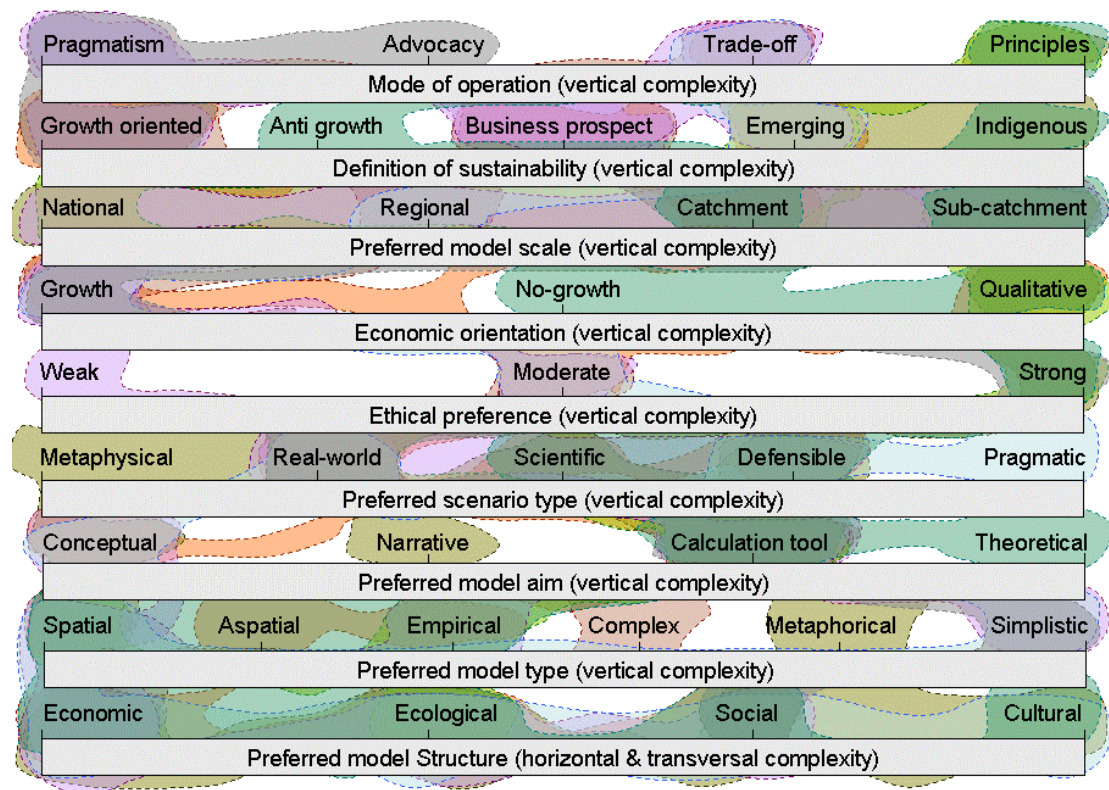 Pragmatism Advocacy Trade-off Principles
Mode of operation (vertical complexity)
Growth oriented Anti growth Business prospect Emerging Indigenous
Definition of sustainability (vertical complexity)
National Regional Catchment Sub-catchment
Preferred model scale (vertical complexity)
Growth No-growth Qualitative
Economic orientation (vertical complexity)
Weak Moderate Strong
Ethical preference (vertical complexity)
Metaphysical Real-world Scientific Defensible Pragmatic
Preferred scenario type (vertical complexity)
Conceptual Narrative Calculation tool Theoretical
Preferred model aim (vertical complexity)
Spatial Aspatial Empirical Complex Metaphorical Simplistic
Preferred model type (vertical complexity)
Economic Ecological Social Cultural
Preferred model Structure (horizontal & transversal complexity)